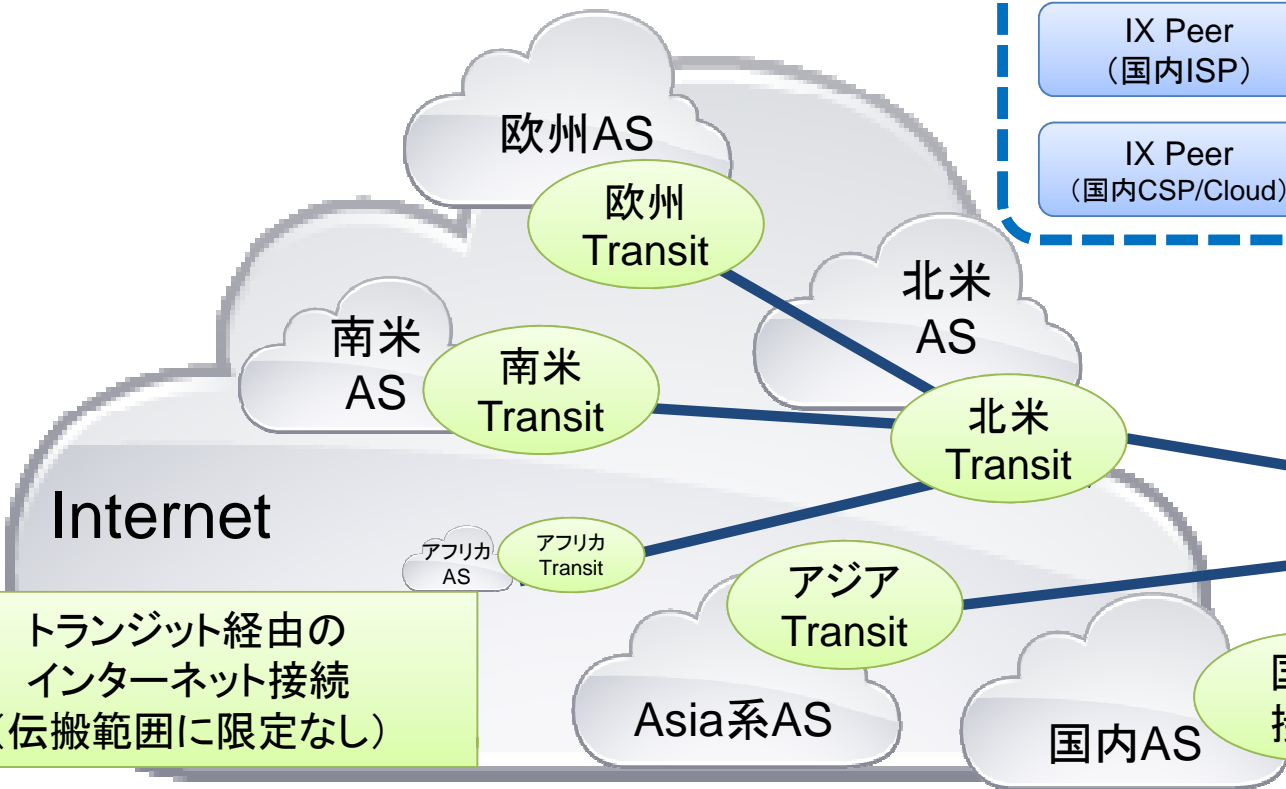 IX Peer
（国内ISP）
IX Peer
（国内CSP/Cloud）
欧州AS
欧州
Transit
北米
AS
南米
AS
南米
Transit
北米
Transit
Internet
アフリカ
AS
アフリカ
Transit
アジア
Transit
トランジット経由の
インターネット接続
（伝搬範囲に限定なし）
Asia系AS
国内AS